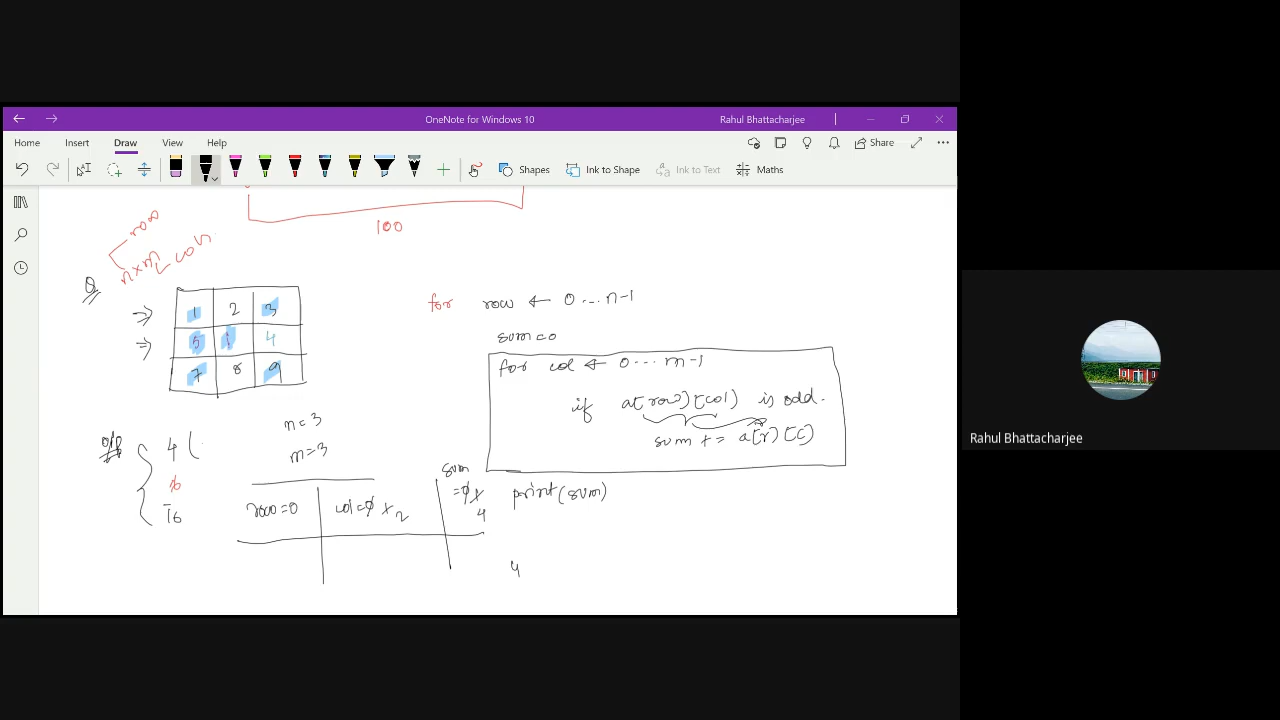 OneNote for Windows 10
Rahul Bhattacharjee
Home Insert Draw View Help
Share
Shapes Ink to Shape Ink to Text Maths
100
row
n×m col
Q
1 2 3
5 1 4
7 8 9
for row ← 0...n-1
sum=0
for col ← 0... m-1
if a[row][col] is odd.
sum += a[r][c]
print(sum)
n=3
m=3
o/p
4 (
6
16
sum
row=0 col=0 1 2 =0 1
4
4
Rahul Bhattacharjee